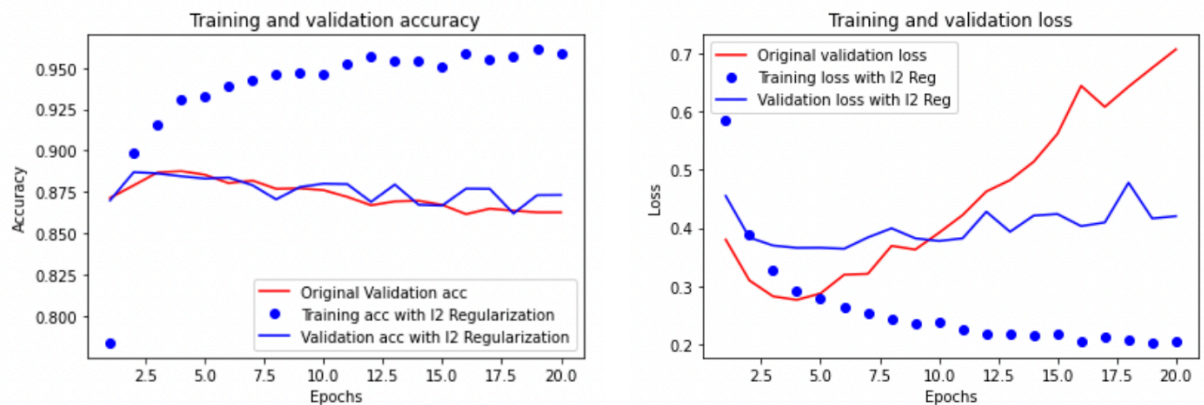 Training and validation accuracy
0.950
0.925
0.900
0.875
0.850
0.825
0.800
Accuracy
Original Validation acc
Training acc with l2 Regularization
Validation acc with l2 Regularization
2.5 5.0 7.5 10.0 12.5 15.0 17.5 20.0
Epochs
Training and validation loss
0.7
0.6
0.5
0.4
0.3
0.2
Loss
Original validation loss
Training loss with l2 Reg
Validation loss with l2 Reg
2.5 5.0 7.5 10.0 12.5 15.0 17.5 20.0
Epochs